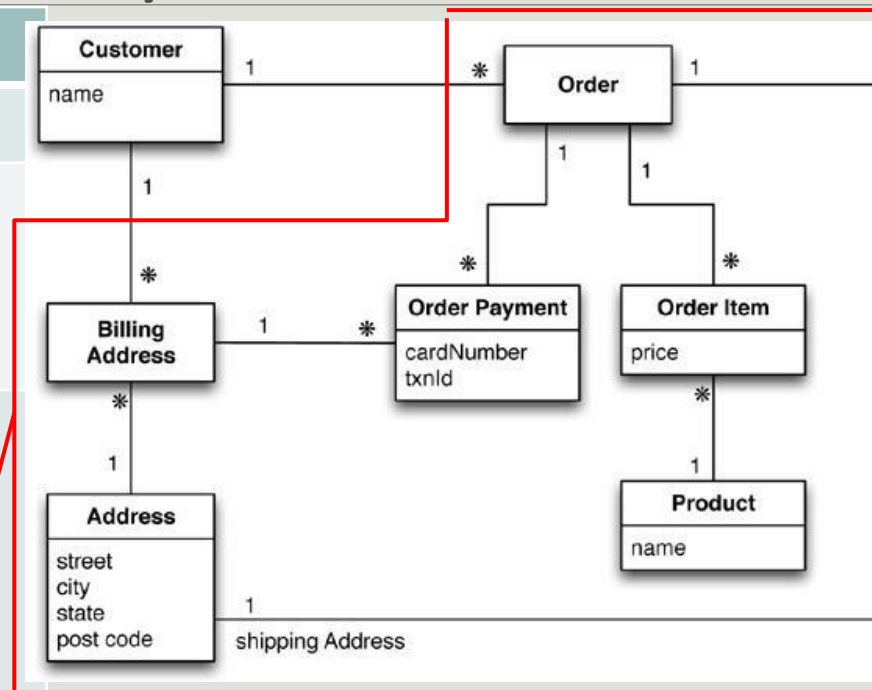 Customer
name
1
*
Order
1
1
*
1
*
1
*
Billing
Address
1
*
Order Payment
cardNumber
txnId
Order Item
price
*
1
*
1
Product
name
Address
street
city
state
post code
1
shipping Address